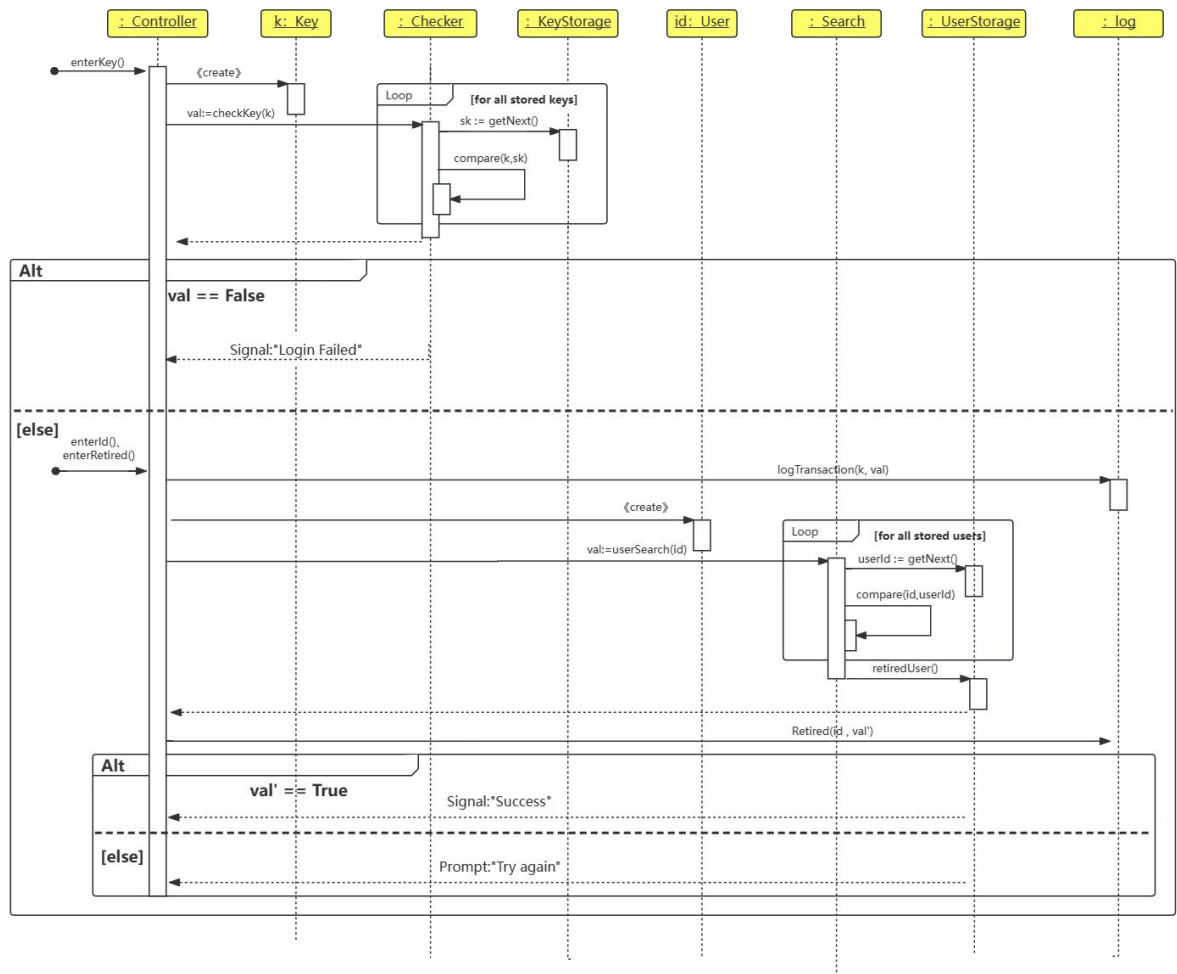 : Controller
k: Key
: Checker
: KeyStorage
id: User
: Search
: UserStorage
: log
enterKey()
《create》
Loop
[for all stored keys]
val:=checkKey(k)
sk := getNext()
compare(k,sk)
Alt
val == False
Signal:"Login Failed"
[else]
enterId()、
enterRetired()
logTransaction(k, val)
《create》
Loop
[for all stored users]
val:=userSearch(id)
userId := getNext()
compare(id,userId)
retiredUser()
Retired(id , val')
Alt
val' == True
Signal:"Success"
[else]
Prompt:"Try again"